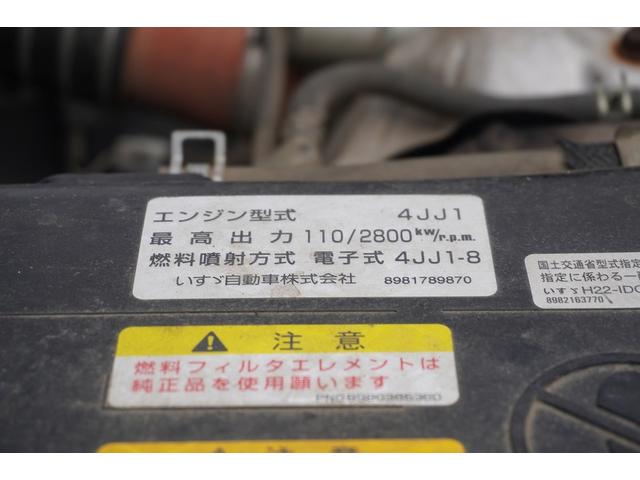 エンジン型式 4JJ1
最高出力 110/2800kW/r.p.m.
燃料噴射方式 電子式 4JJ1-8
いすゞ自動車株式会社 8981789870
国土交通省型式指定
指定に係わる一
いすゞH22-IDC
8982163770
注意
燃料フィルタエレメントは
純正品を使用願います
注意